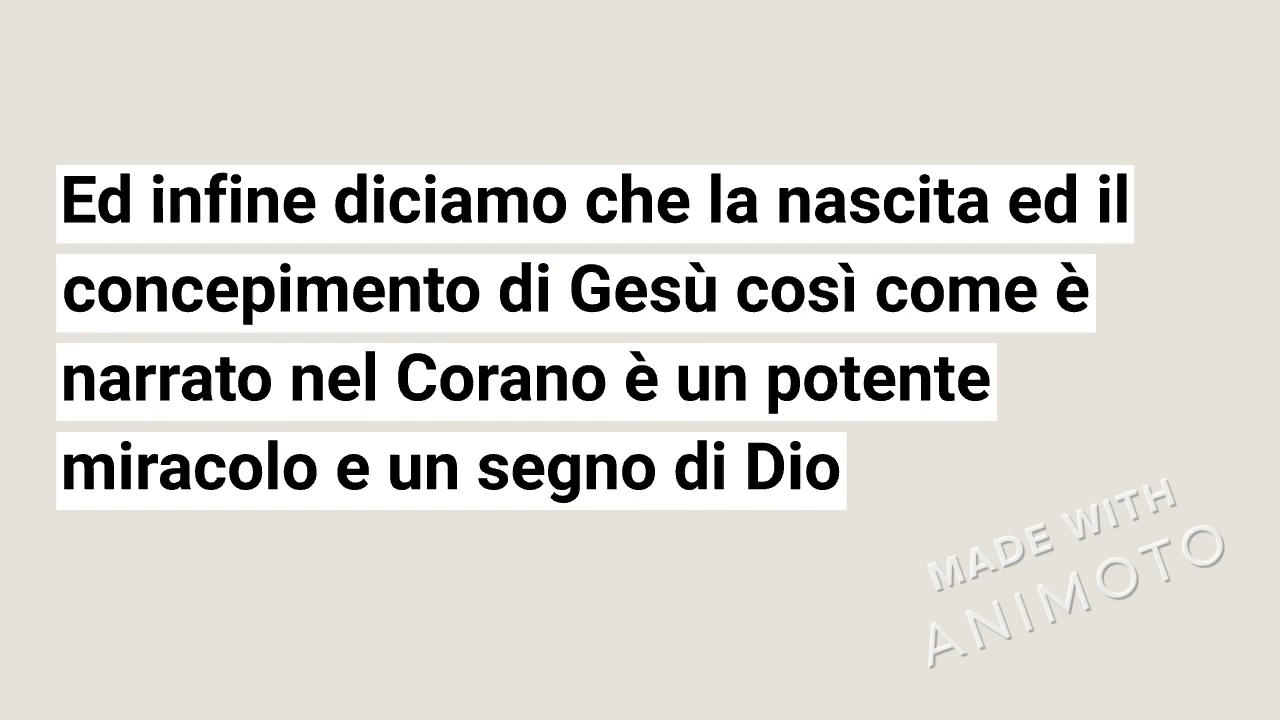 Ed infine diciamo che la nascita ed il
concepimento di Gesù così come è
narrato nel Corano è un potente
miracolo e un segno di Dio
MADE WITH
ANIMOTO